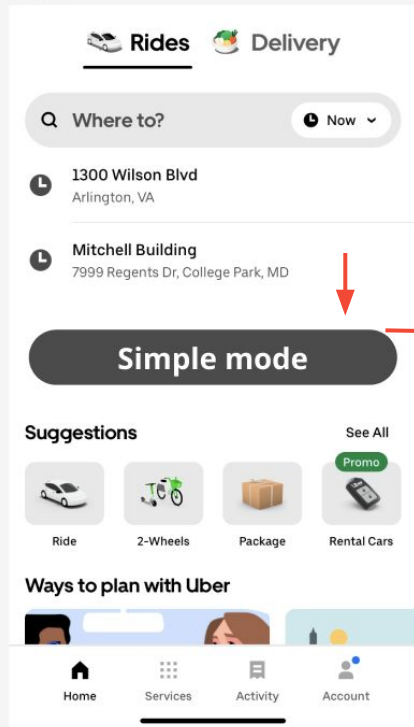 Rides Delivery
Where to? Now
1300 Wilson Blvd
Arlington, VA
Mitchell Building
7999 Regents Dr, College Park, MD
Simple mode
Suggestions See All
Promo
Ride 2-Wheels Package Rental Cars
Ways to plan with Uber
Home Services Activity Account